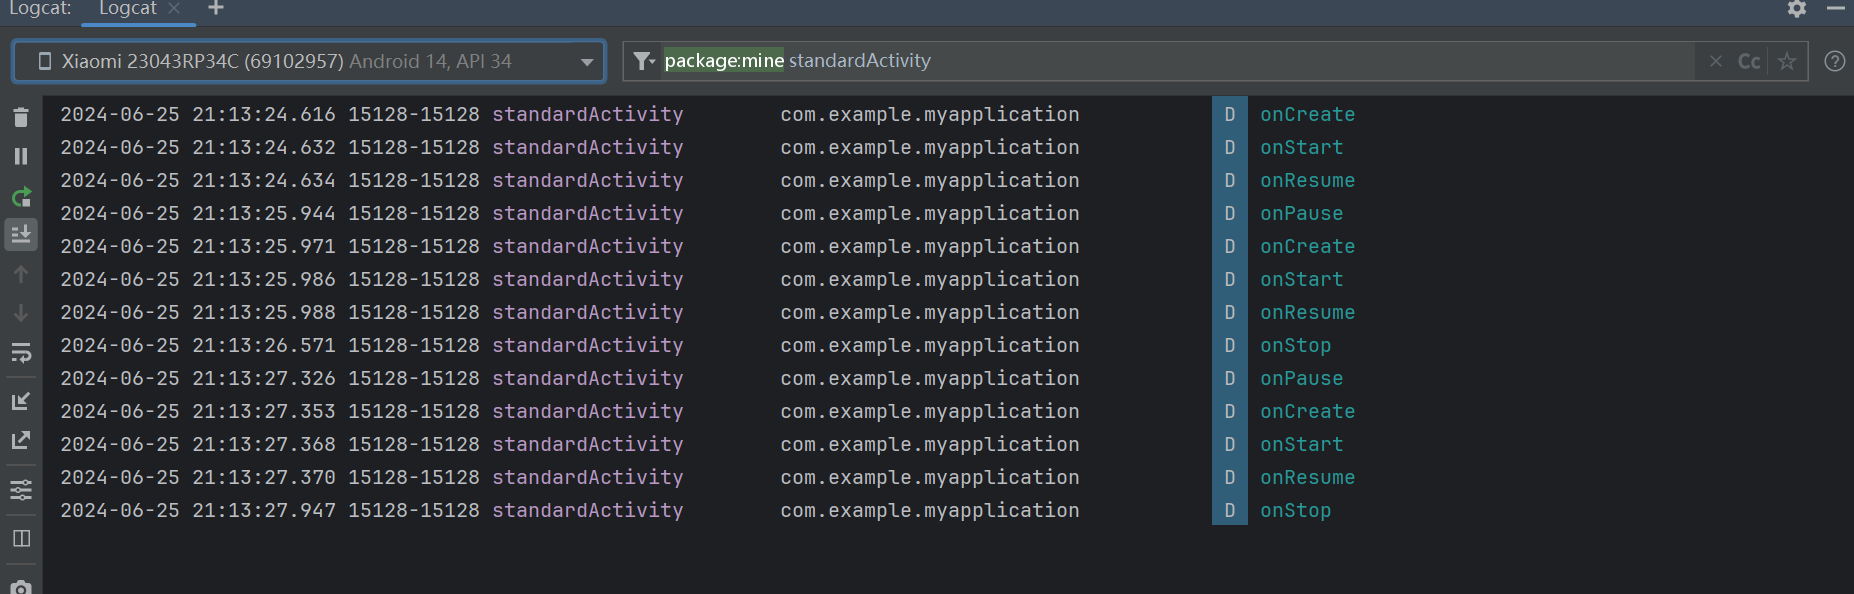 Logcat: Logcat
Xiaomi 23043RP34C (69102957) Android 14, API 34 package:mine standardActivity Cc
2024-06-25 21:13:24.616 15128-15128 standardActivity com.example.myapplication D onCreate
2024-06-25 21:13:24.632 15128-15128 standardActivity com.example.myapplication D onStart
2024-06-25 21:13:24.634 15128-15128 standardActivity com.example.myapplication D onResume
2024-06-25 21:13:25.944 15128-15128 standardActivity com.example.myapplication D onPause
2024-06-25 21:13:25.971 15128-15128 standardActivity com.example.myapplication D onCreate
2024-06-25 21:13:25.986 15128-15128 standardActivity com.example.myapplication D onStart
2024-06-25 21:13:25.988 15128-15128 standardActivity com.example.myapplication D onResume
2024-06-25 21:13:26.571 15128-15128 standardActivity com.example.myapplication D onStop
2024-06-25 21:13:27.326 15128-15128 standardActivity com.example.myapplication D onPause
2024-06-25 21:13:27.353 15128-15128 standardActivity com.example.myapplication D onCreate
2024-06-25 21:13:27.368 15128-15128 standardActivity com.example.myapplication D onStart
2024-06-25 21:13:27.370 15128-15128 standardActivity com.example.myapplication D onResume
2024-06-25 21:13:27.947 15128-15128 standardActivity com.example.myapplication D onStop